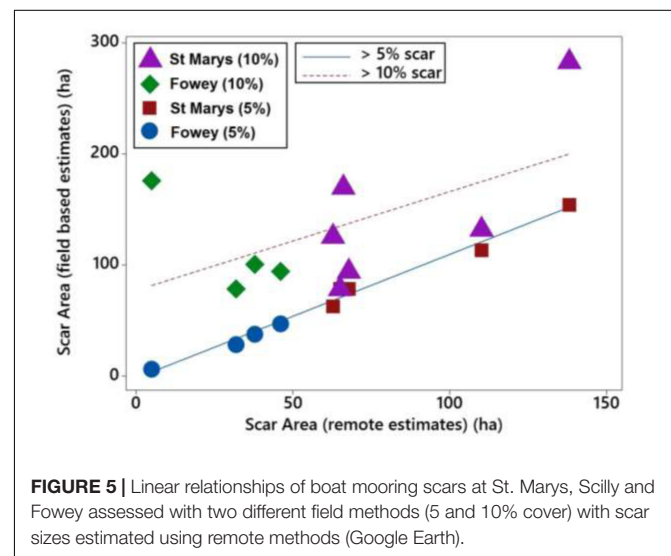 300
200
100
0
Scar Area (field based estimates) (ha)
St Marys (10%)
Fowey (10%)
St Marys (5%)
Fowey (5%)
> 5% scar
> 10% scar
0
50
100
150
Scar Area (remote estimates) (ha)
FIGURE 5 | Linear relationships of boat mooring scars at St. Marys, Scilly and
Fowey assessed with two different field methods (5 and 10% cover) with scar
sizes estimated using remote methods (Google Earth).